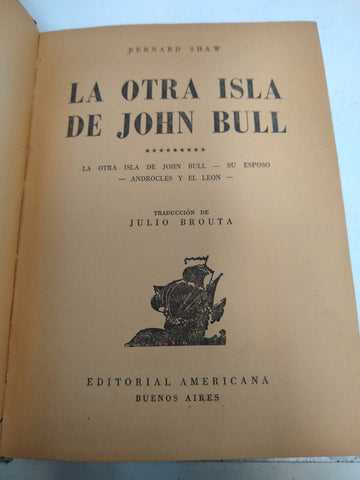 BERNARD SHAW
LA OTRA ISLA
DE JOHN BULL
*********
LA OTRA ISLA DE JOHN BULL — SU ESPOSO
— ANDROCLES Y EL LEON —
TRADUCCIÓN DE
JULIO BROUTA
EDITORIAL AMERICANA
BUENOS AIRES